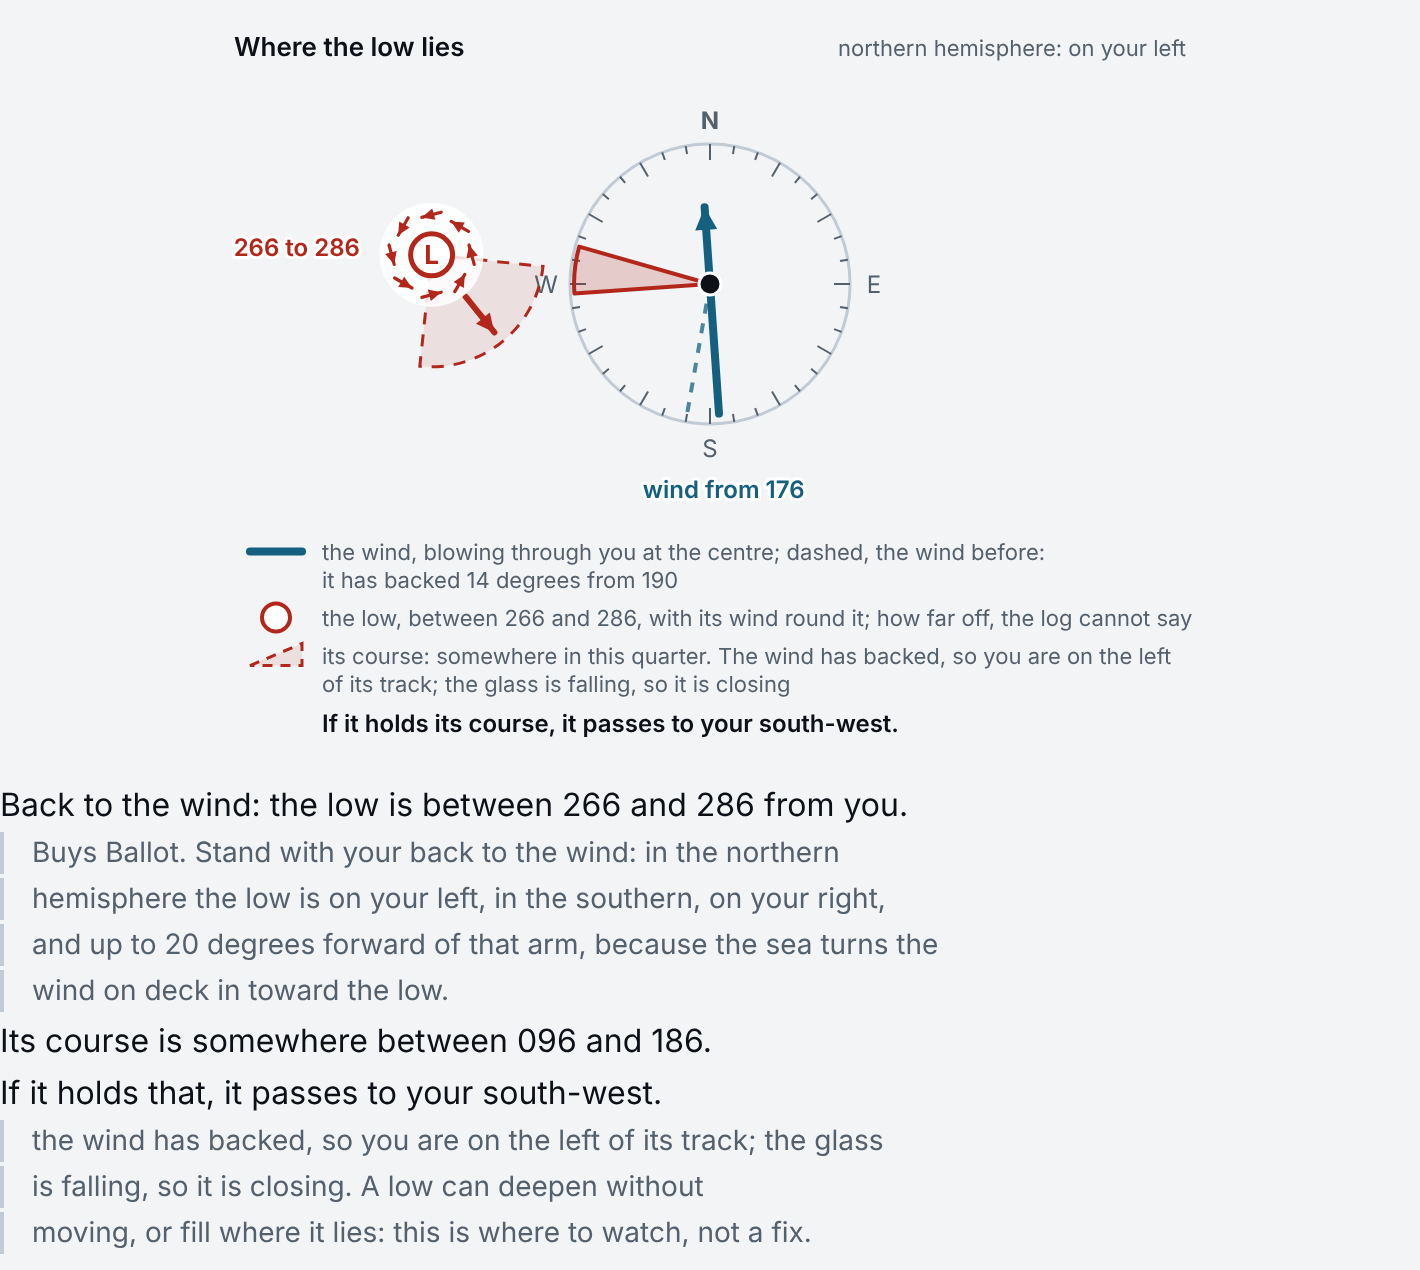 Where the low lies
northern hemisphere: on your left
N
266 to 286
L
W
E
S
wind from 176
the wind, blowing through you at the centre; dashed, the wind before:
it has backed 14 degrees from 190
the low, between 266 and 286, with its wind round it; how far off, the log cannot say
its course: somewhere in this quarter. The wind has backed, so you are on the left
of its track; the glass is falling, so it is closing
If it holds its course, it passes to your south-west.
Back to the wind: the low is between 266 and 286 from you.
Buys Ballot. Stand with your back to the wind: in the northern
hemisphere the low is on your left, in the southern, on your right,
and up to 20 degrees forward of that arm, because the sea turns the
wind on deck in toward the low.
Its course is somewhere between 096 and 186.
If it holds that, it passes to your south-west.
the wind has backed, so you are on the left of its track; the glass
is falling, so it is closing. A low can deepen without
moving, or fill where it lies: this is where to watch, not a fix.